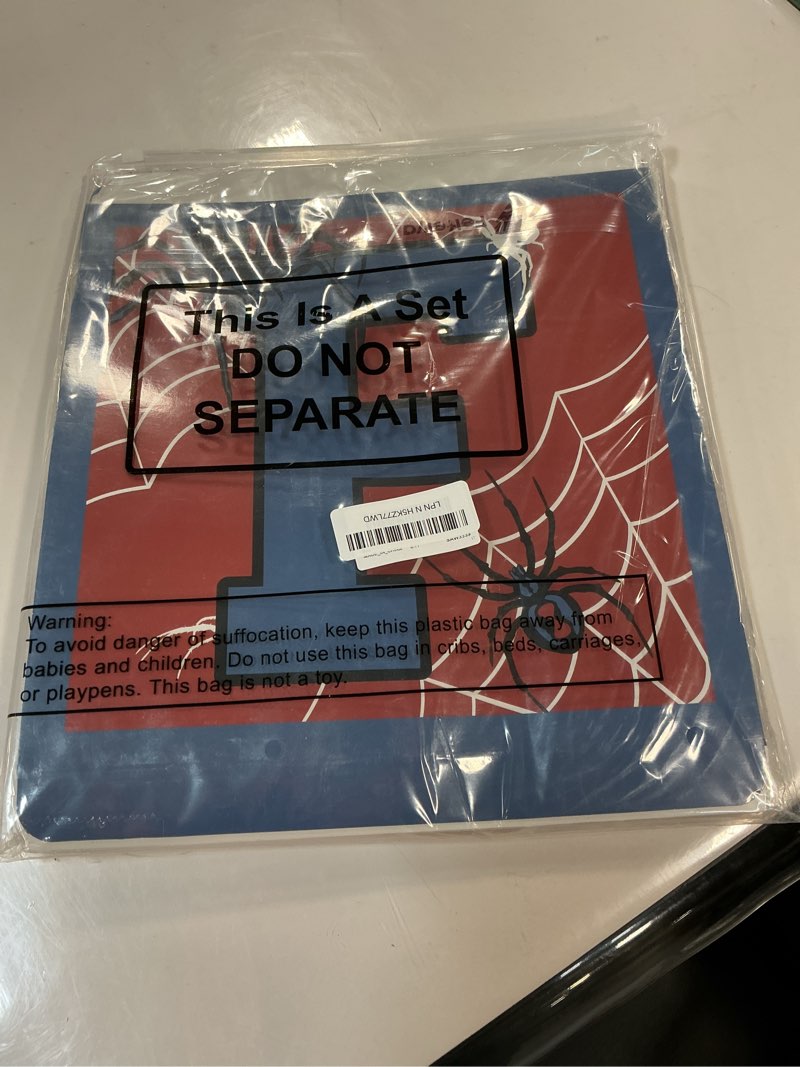 This Is A Set
DO NOT
SEPARATE
F
LPN N H5KZ77LWD
Warning:
To avoid danger of suffocation, keep this plastic bag away from
babies and children. Do not use this bag in cribs, beds, carriages,
or playpens. This bag is not a toy.